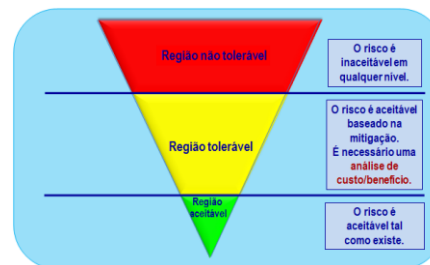 Região não tolerável
O risco é
inaceitável em
qualquer nível.
Região tolerável
O risco é aceitável
baseado na
mitigação.
É necessário uma
análise de
custo/benefício.
Região
aceitável
O risco é
aceitável tal
como existe.